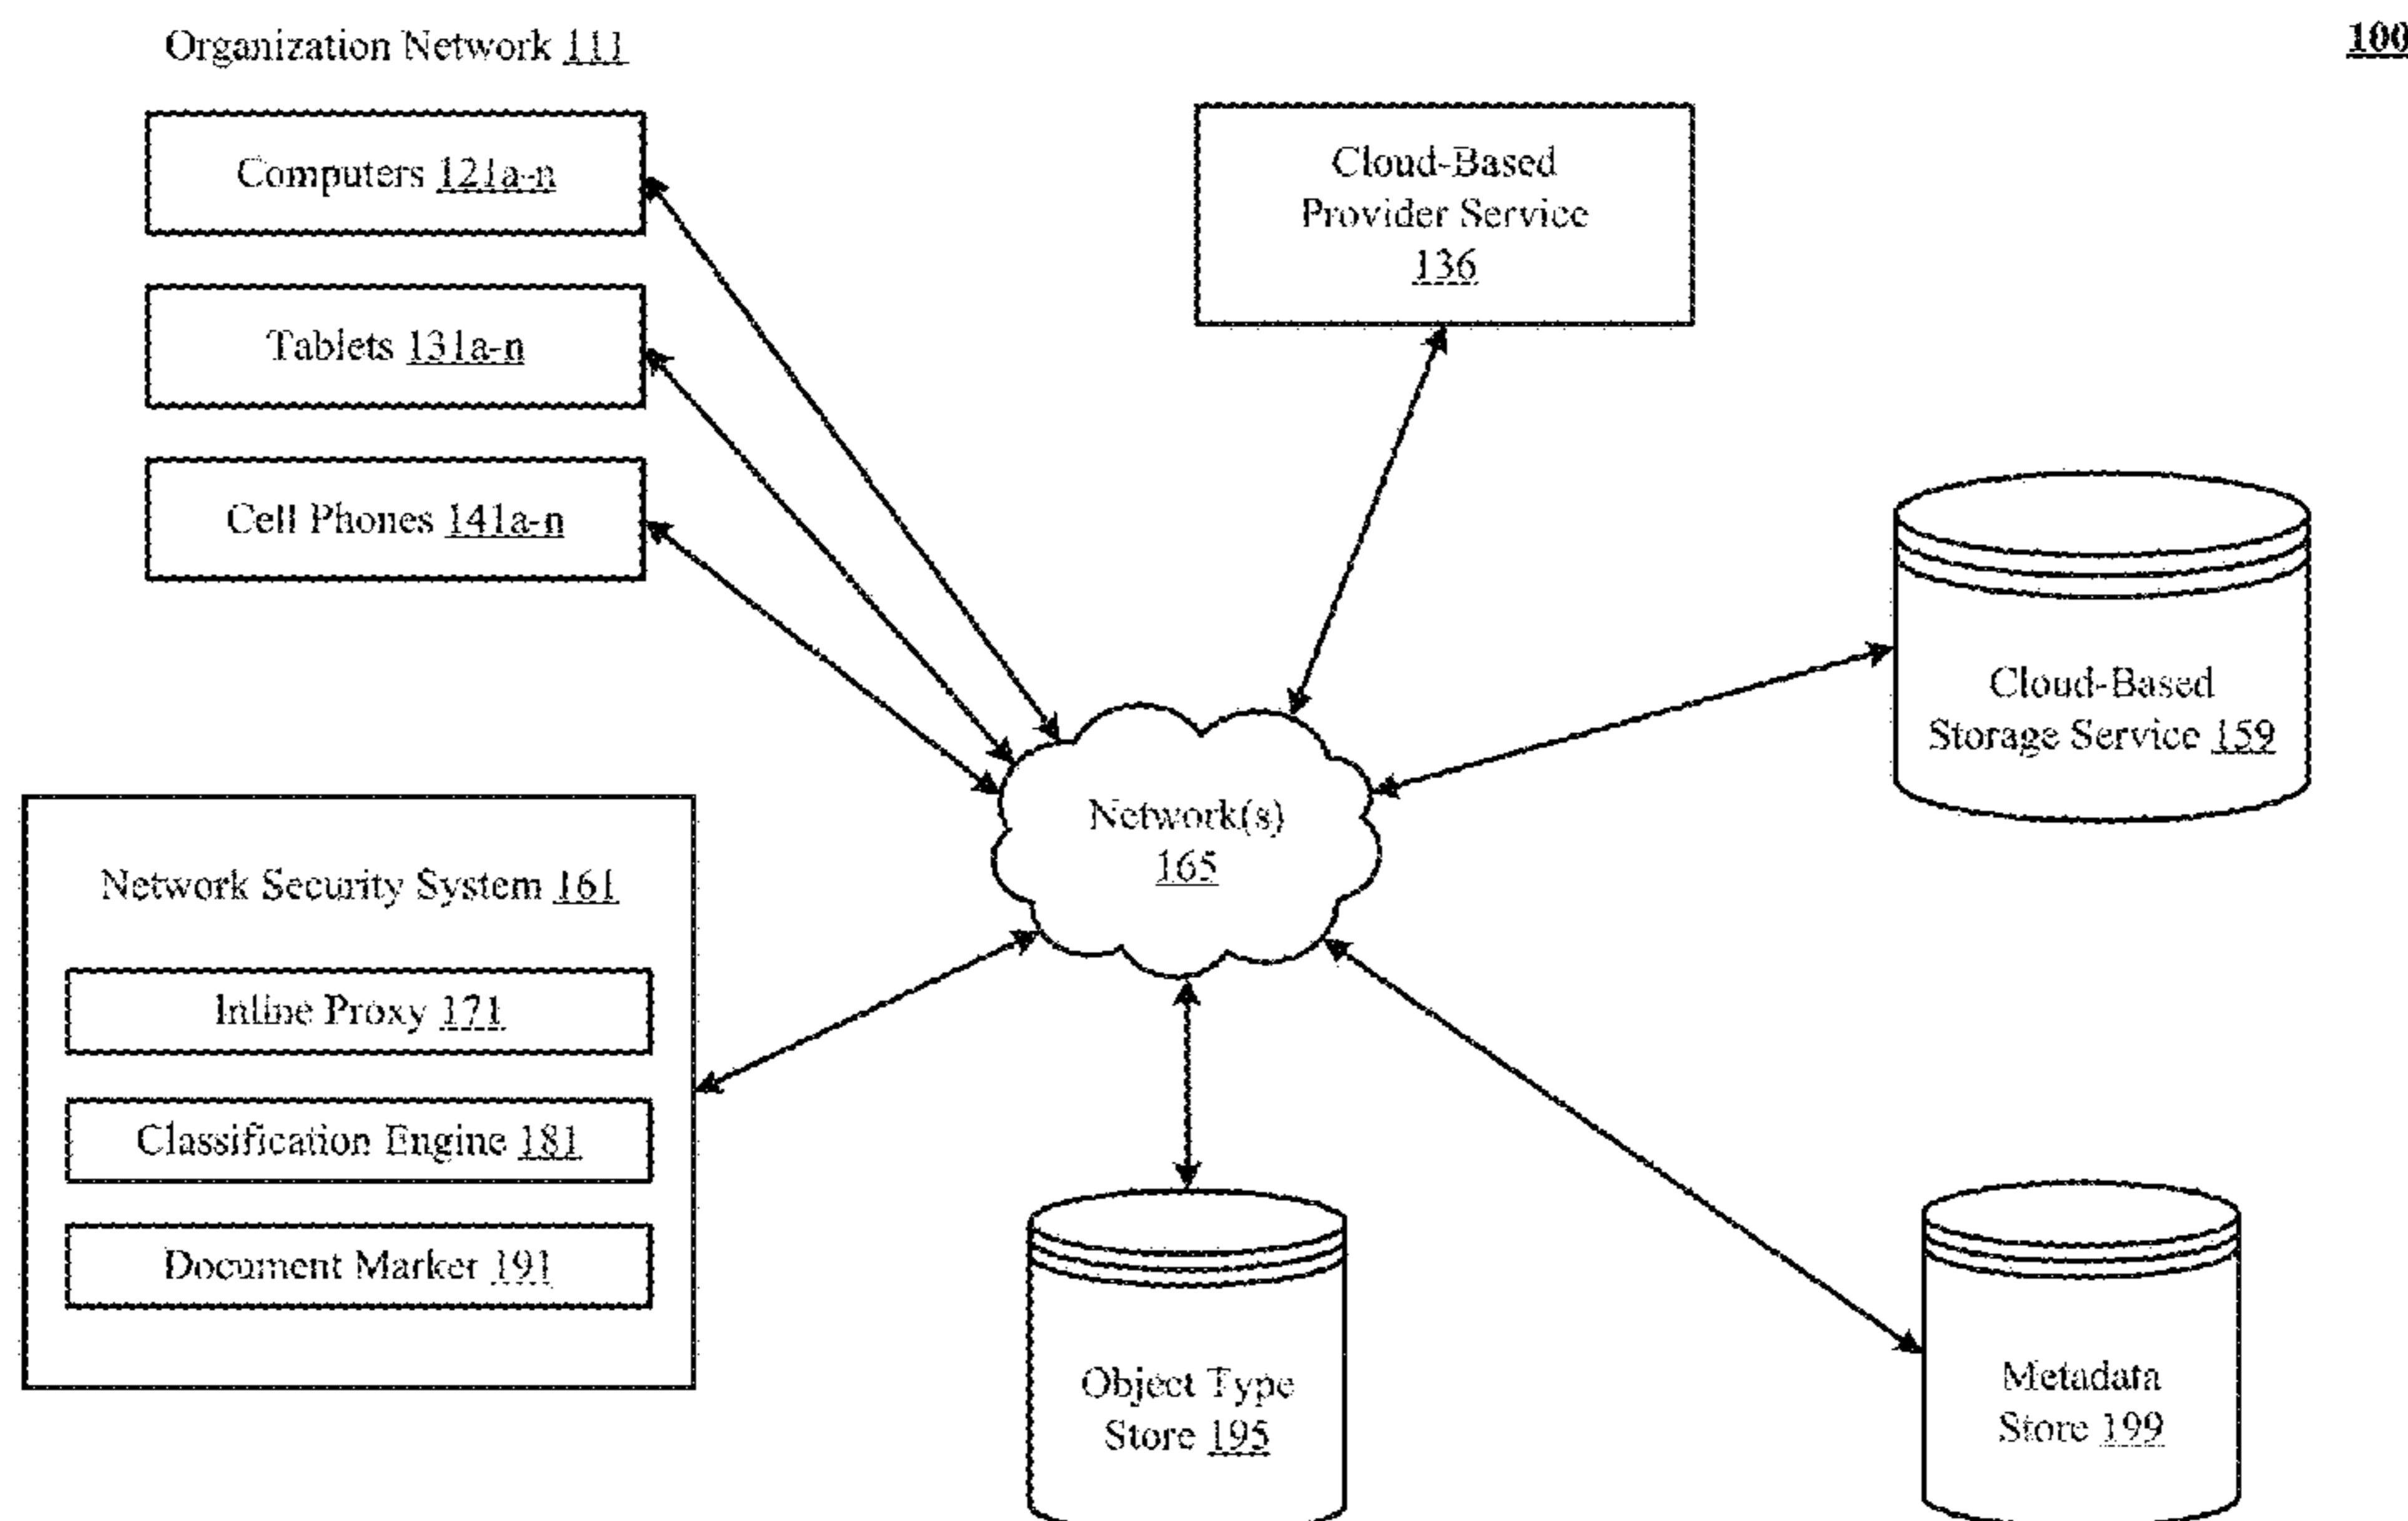 Organization Network 111
100
Computers 121a-n
Tablets 131a-n
Cell Phones 141a-n
Cloud-Based
Provider Service
136
Cloud-Based
Storage Service 159
Network(s)
165
Network Security System 161
Inline Proxy 171
Classification Engine 181
Document Marker 191
Object Type
Store 195
Metadata
Store 199